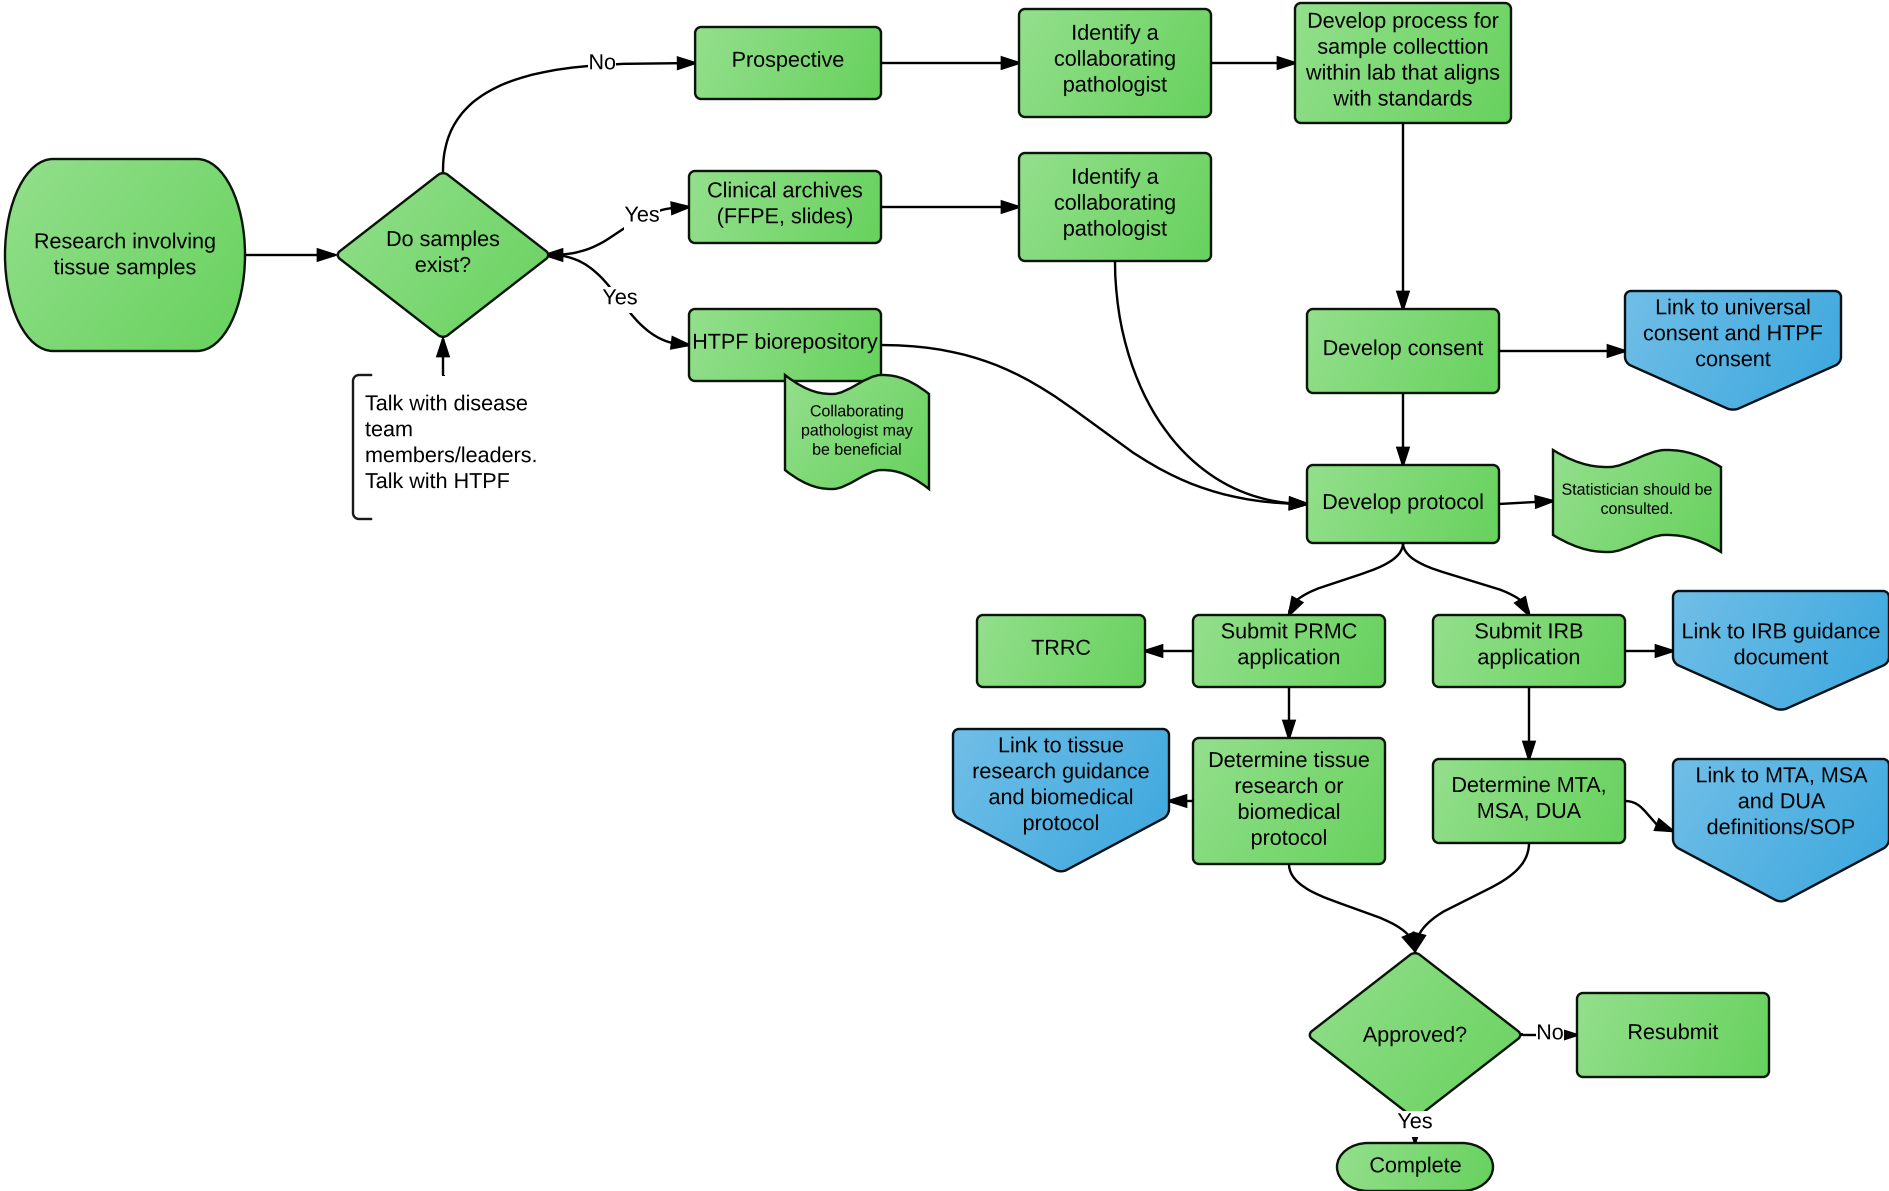 Research involving
tissue samples
Do samples
exist?
Talk with disease
team
members/leaders.
Talk with HTPF
No
Yes
Yes
Prospective
Identify a
collaborating
pathologist
Develop process for
sample collecttion
within lab that aligns
with standards
Clinical archives
(FFPE, slides)
Identify a
collaborating
pathologist
HTPF biorepository
Collaborating
pathologist may
be beneficial
Develop consent
Link to universal
consent and HTPF
consent
Develop protocol
Statistician should be
consulted.
TRRC
Submit PRMC
application
Submit IRB
application
Link to IRB guidance
document
Link to tissue
research guidance
and biomedical
protocol
Determine tissue
research or
biomedical
protocol
Determine MTA,
MSA, DUA
Link to MTA, MSA
and DUA
definitions/SOP
Approved?
No
Resubmit
Yes
Complete